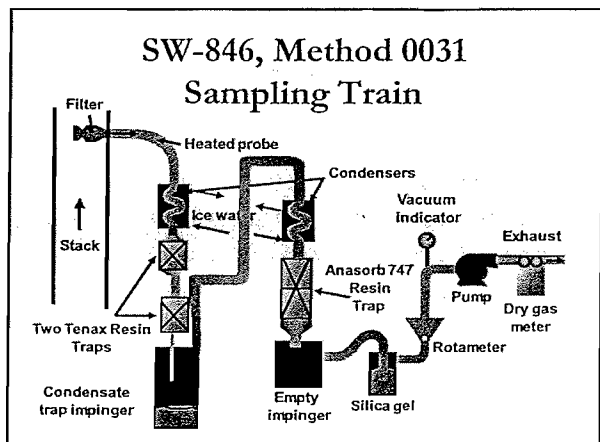 SW-846, Method 0031
Sampling Train
Filter
Heated probe
Condensers
Ice water
Stack
Vacuum
Indicator
Exhaust
Anasorb 747
Resin
Trap
Pump
Dry gas
meter
Two Tenax Resin
Traps
Rotameter
Condensate
trap impinger
Empty
impinger
Silica gel